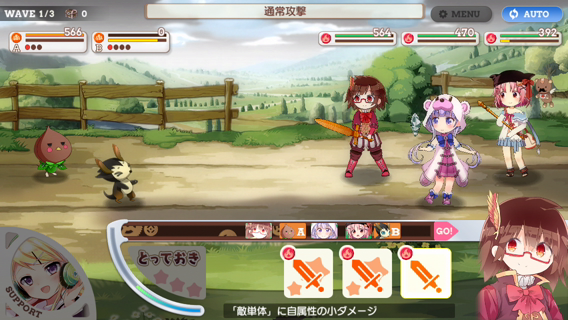 WAVE 1/3 0
通常攻撃
MENU
AUTO
566
A
0
B
564
470
392
A
B
GO!
とっておき
SUPPORT
「敵単体」に自属性の小ダメージ